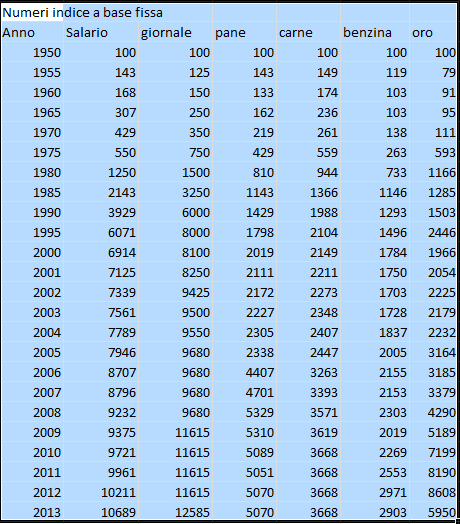 Numeri indice a base fissa
Anno Salario giornale pane carne benzina oro
1950 100 100 100 100 100 100
1955 143 125 143 149 119 79
1960 168 150 133 174 103 91
1965 307 250 162 236 103 95
1970 429 350 219 261 138 111
1975 550 750 429 559 263 593
1980 1250 1500 810 944 733 1166
1985 2143 3250 1143 1366 1146 1285
1990 3929 6000 1429 1988 1293 1503
1995 6071 8000 1798 2104 1496 2446
2000 6914 8100 2019 2149 1784 1966
2001 7125 8250 2111 2211 1750 2054
2002 7339 9425 2172 2273 1703 2225
2003 7561 9500 2227 2348 1728 2179
2004 7789 9550 2305 2407 1837 2232
2005 7946 9680 2338 2447 2005 3164
2006 8707 9680 4407 3263 2155 3185
2007 8796 9680 4701 3393 2153 3379
2008 9232 9680 5329 3571 2303 4290
2009 9375 11615 5310 3619 2019 5189
2010 9721 11615 5089 3668 2269 7199
2011 9961 11615 5051 3668 2553 8190
2012 10211 11615 5070 3668 2971 8608
2013 10689 12585 5070 3668 2903 5950